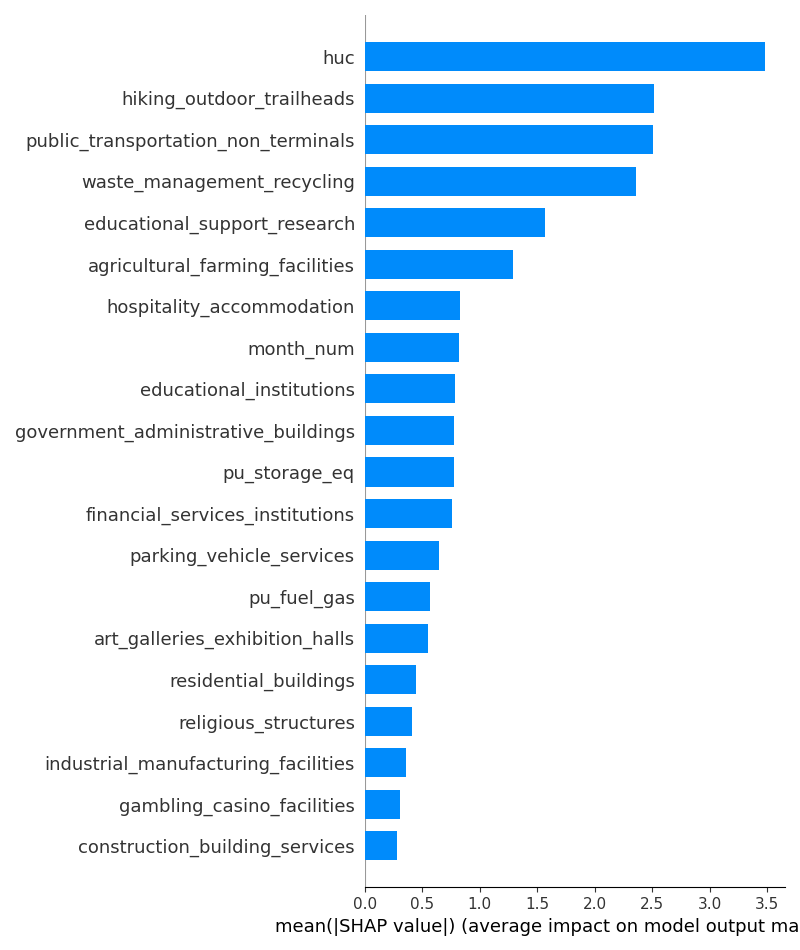 huc
hiking_outdoor_trailheads
public_transportation_non_terminals
waste_management_recycling
educational_support_research
agricultural_farming_facilities
hospitality_accommodation
month_num
educational_institutions
government_administrative_buildings
pu_storage_eq
financial_services_institutions
parking_vehicle_services
pu_fuel_gas
art_galleries_exhibition_halls
residential_buildings
religious_structures
industrial_manufacturing_facilities
gambling_casino_facilities
construction_building_services
0.0 0.5 1.0 1.5 2.0 2.5 3.0 3.5
mean(|SHAP value|) (average impact on model output ma